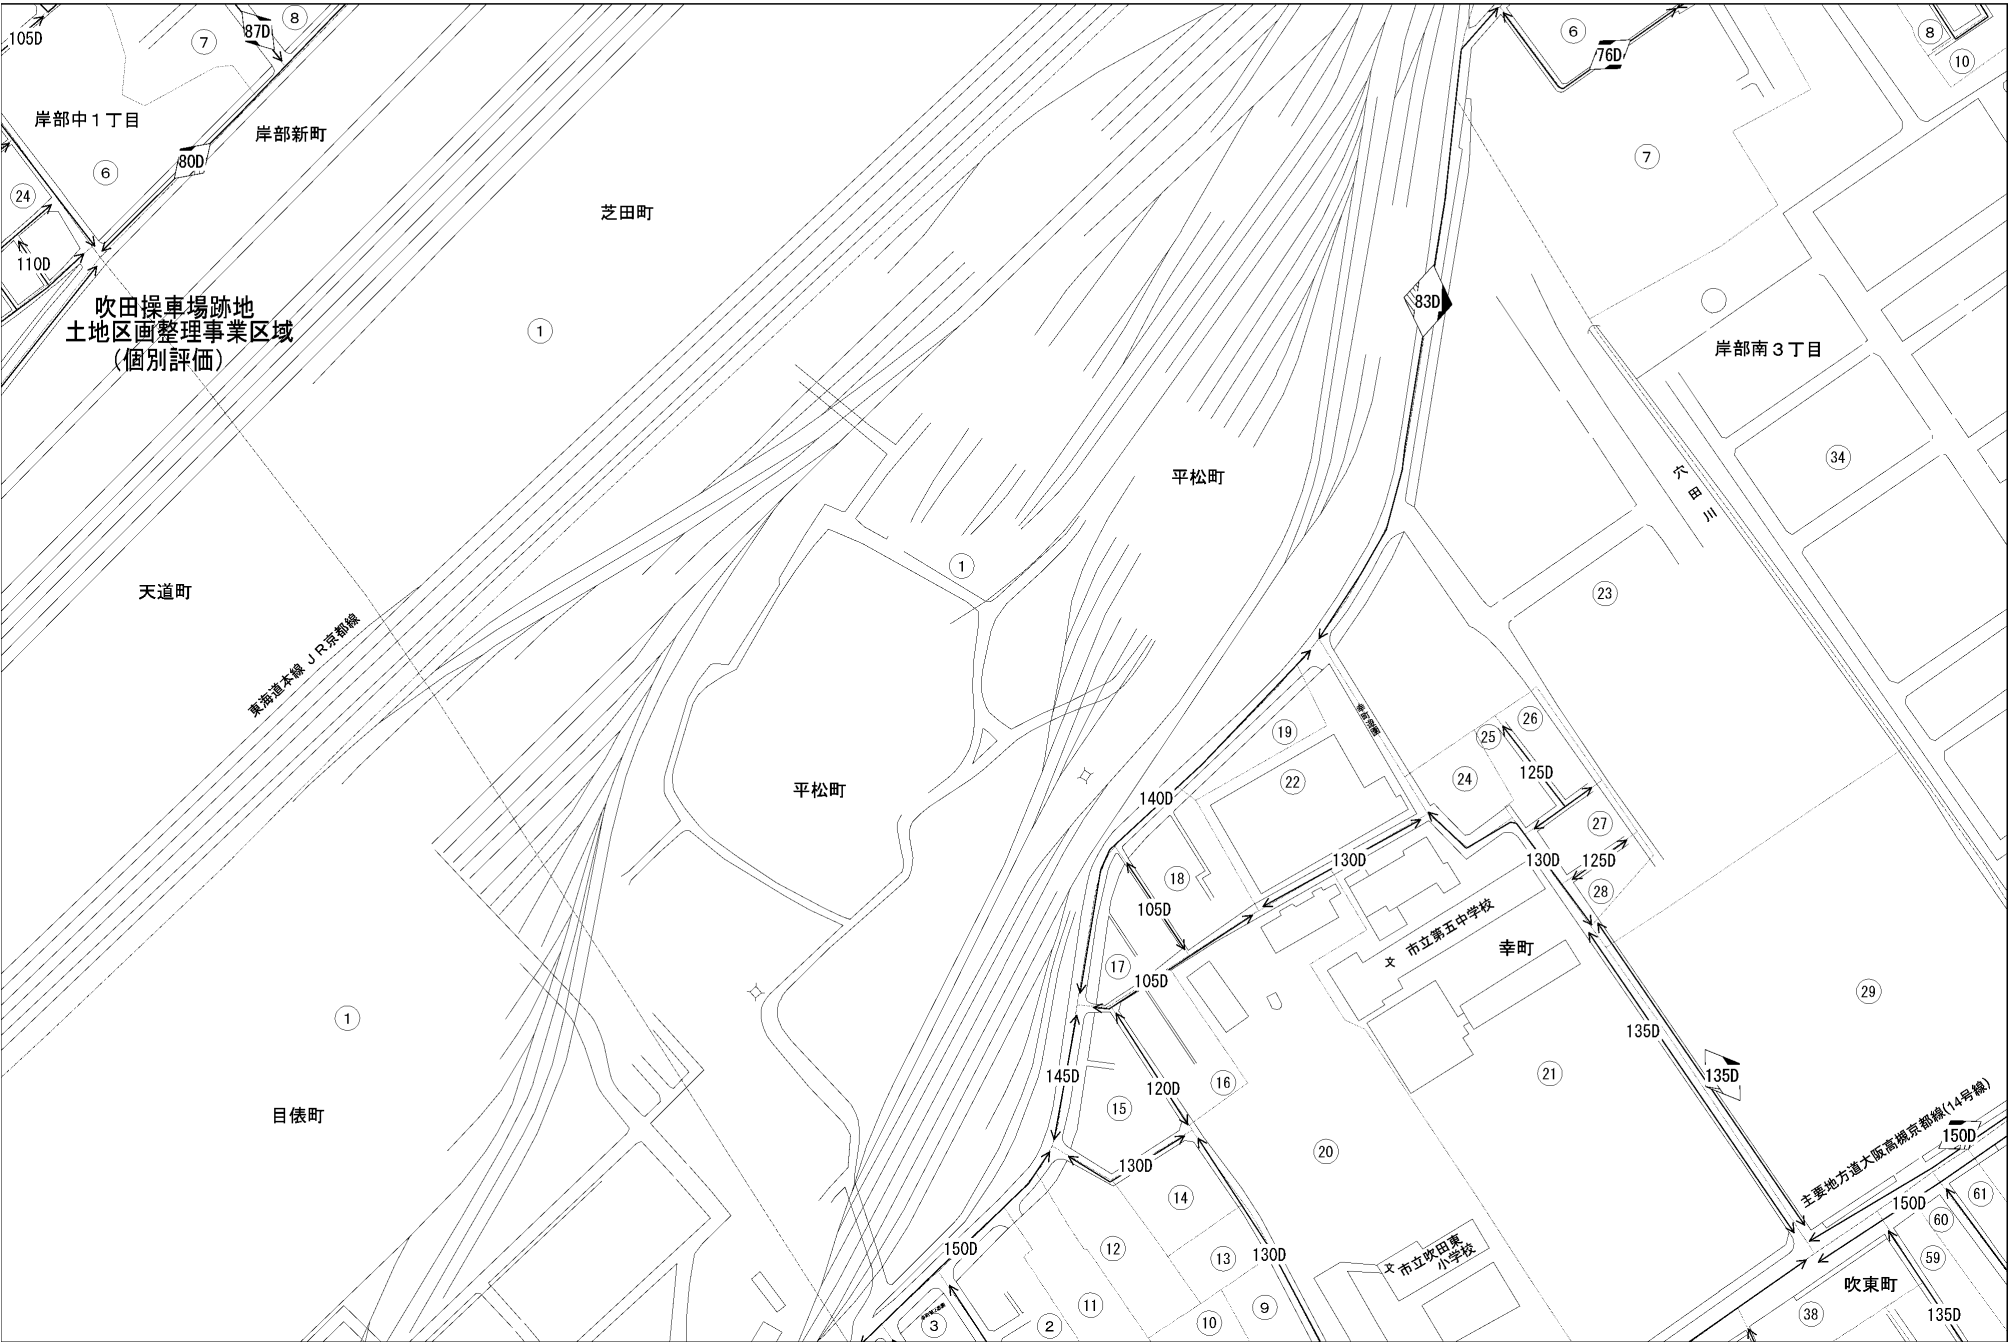 105D
87D
8
7
岸部中1丁目
岸部新町
80D
6
24
110D
吹田操車場跡地
土地区画整理事業区域
(個別評価)
芝田町
1
6
76D
8
10
7
83D
岸部南3丁目
34
穴田川
平松町
1
天道町
東海道本線 JR京都線
23
平松町
19
22
26
25
24
125D
140D
27
18
130D
130D
125D
28
105D
市立第五中学校
文
幸町
17
105D
29
1
135D
145D
120D
16
21
135D
目俵町
15
主要地方道大阪高槻京都線(14号線)
150D
20
130D
14
61
150D
60
12
150D
13
130D
市立吹田東
小学校
文
59
吹東町
11
9
38
135D
3
2
10